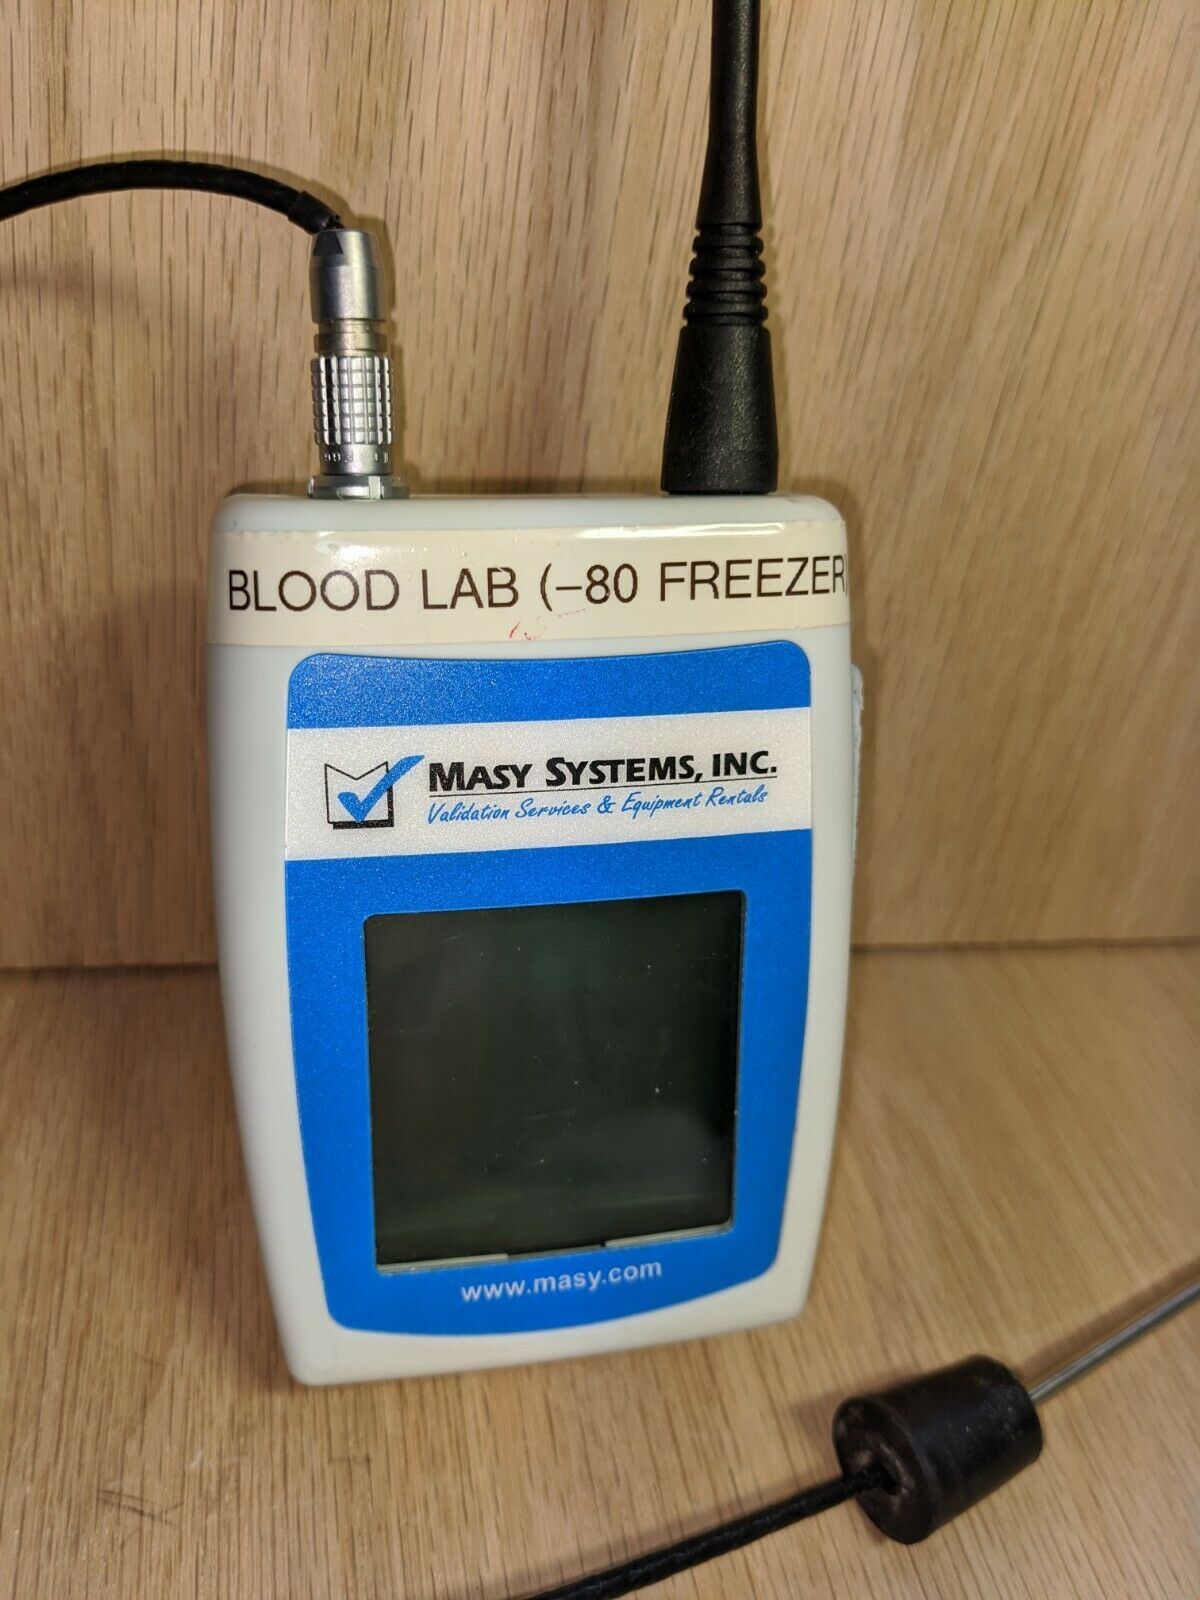 BLOOD LAB (-80 FREEZER)
MASY SYSTEMS, INC.
Validation Services & Equipment Rentals
www.masy.com